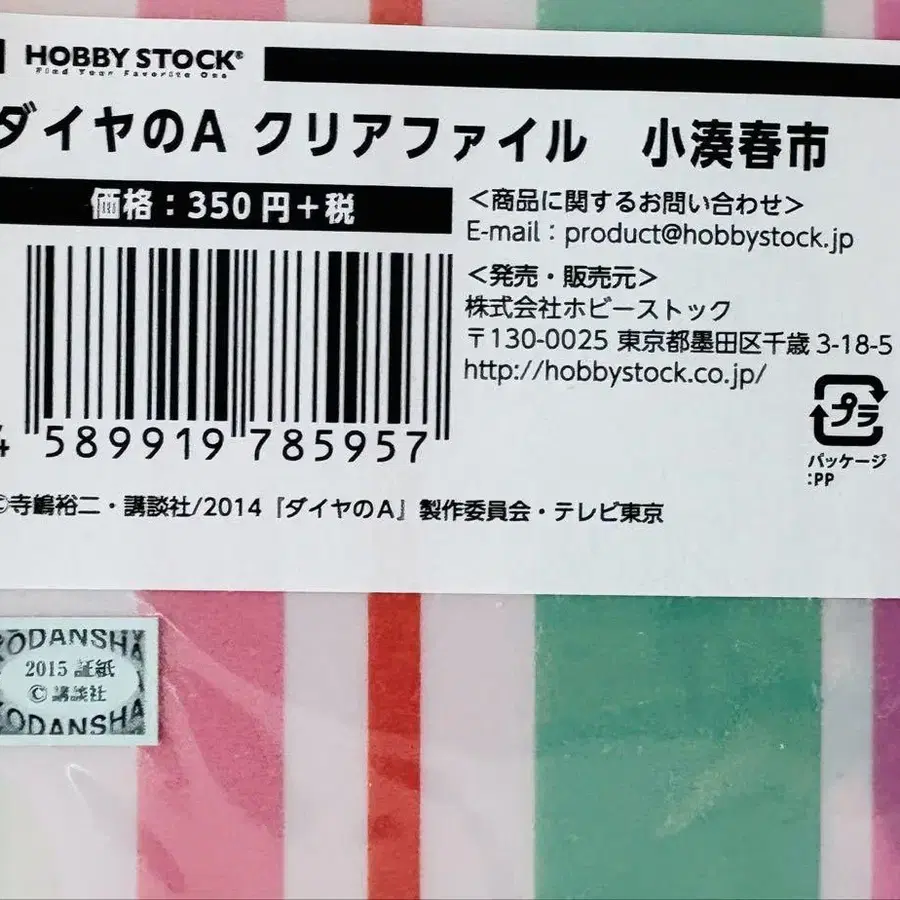 HOBBY STOCK®
Find Your Favorite One
ダイヤのA クリアファイル 小湊春市
価格：350円＋税
＜商品に関するお問い合わせ＞
E-mail：product@hobbystock.jp
＜発売・販売元＞
株式会社ホビーストック
〒130-0025 東京都墨田区千歳 3-18-5
http://hobbystock.co.jp/
4 589919 785957
プラ
パッケージ
:PP
©寺嶋裕二・講談社/2014『ダイヤのA』製作委員会・テレビ東京
KODANSHA
2015 証紙
© 講談社
KODANSHA